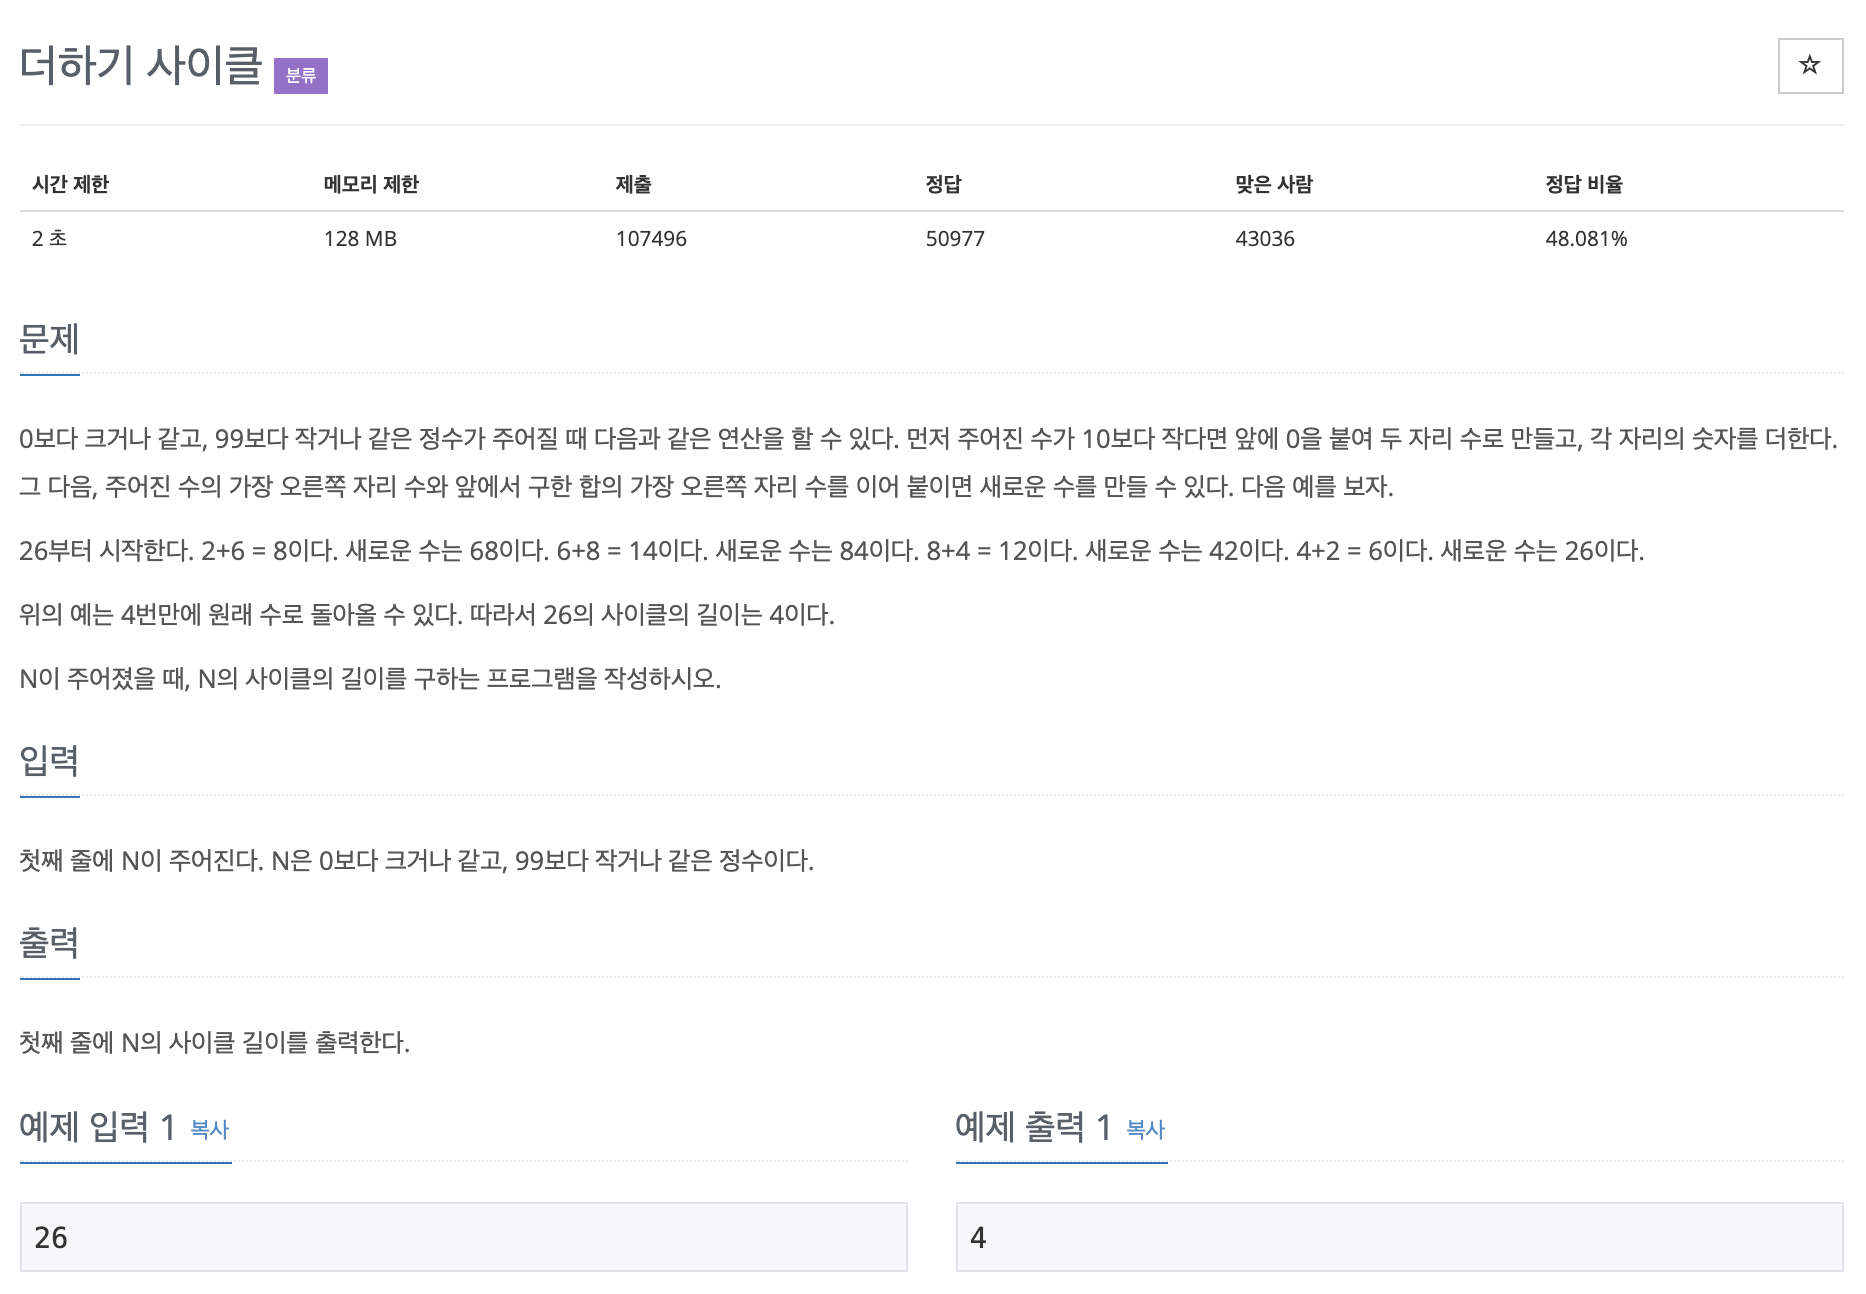 더하기 사이클 분류
☆
시간 제한 메모리 제한 제출 정답 맞은 사람 정답 비율
2 초 128 MB 107496 50977 43036 48.081%
문제
0보다 크거나 같고, 99보다 작거나 같은 정수가 주어질 때 다음과 같은 연산을 할 수 있다. 먼저 주어진 수가 10보다 작다면 앞에 0을 붙여 두 자리 수로 만들고, 각 자리의 숫자를 더한다.
그 다음, 주어진 수의 가장 오른쪽 자리 수와 앞에서 구한 합의 가장 오른쪽 자리 수를 이어 붙이면 새로운 수를 만들 수 있다. 다음 예를 보자.
26부터 시작한다. 2+6 = 8이다. 새로운 수는 68이다. 6+8 = 14이다. 새로운 수는 84이다. 8+4 = 12이다. 새로운 수는 42이다. 4+2 = 6이다. 새로운 수는 26이다.
위의 예는 4번만에 원래 수로 돌아올 수 있다. 따라서 26의 사이클의 길이는 4이다.
N이 주어졌을 때, N의 사이클의 길이를 구하는 프로그램을 작성하시오.
입력
첫째 줄에 N이 주어진다. N은 0보다 크거나 같고, 99보다 작거나 같은 정수이다.
출력
첫째 줄에 N의 사이클 길이를 출력한다.
예제 입력 1 복사
26
예제 출력 1 복사
4